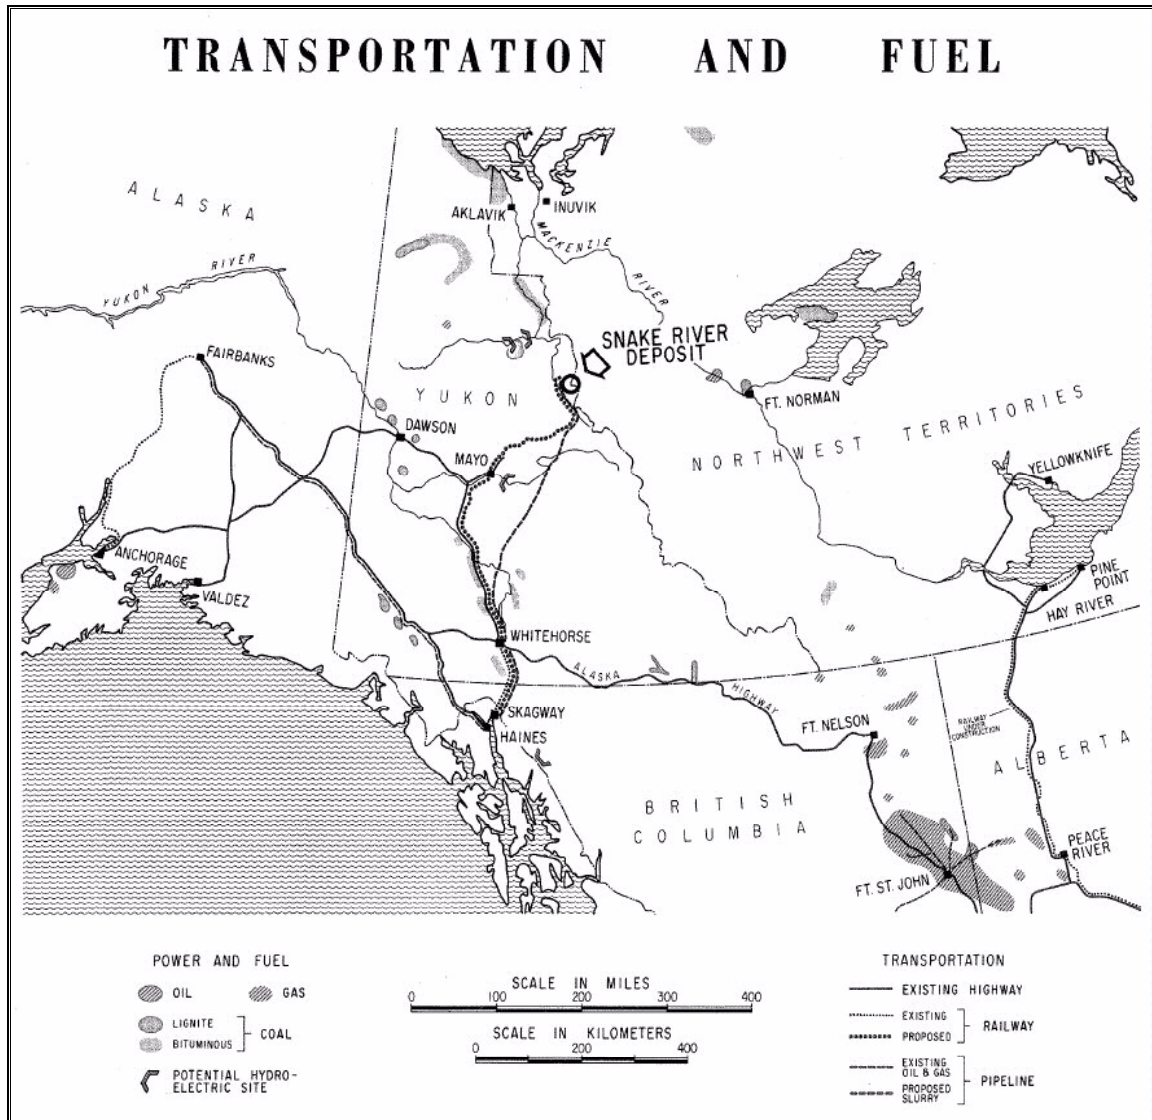 TRANSPORTATION AND FUEL
ALASKA
AKLAVIK
INUVIK
MACKENZIE
RIVER
YUKON RIVER
SNAKE RIVER
DEPOSIT
FAIRBANKS
YUKON
FT. NORMAN
DAWSON
MAYO
NORTHWEST TERRITORIES
YELLOWKNIFE
ANCHORAGE
VALDEZ
PINE
POINT
HAY RIVER
WHITEHORSE
ALASKA
HIGHWAY
SKAGWAY
HAINES
FT. NELSON
RAILWAY
UNDER
CONSTRUCTION
ALBERTA
BRITISH
COLUMBIA
PEACE
RIVER
FT. ST. JOHN
POWER AND FUEL
OIL
GAS
LIGNITE
BITUMINOUS
COAL
POTENTIAL HYDRO-
ELECTRIC SITE
SCALE IN MILES
0 100 200 300 400
SCALE IN KILOMETERS
0 200 400
TRANSPORTATION
EXISTING HIGHWAY
EXISTING
PROPOSED
RAILWAY
EXISTING
OIL & GAS
PROPOSED
SLURRY
PIPELINE